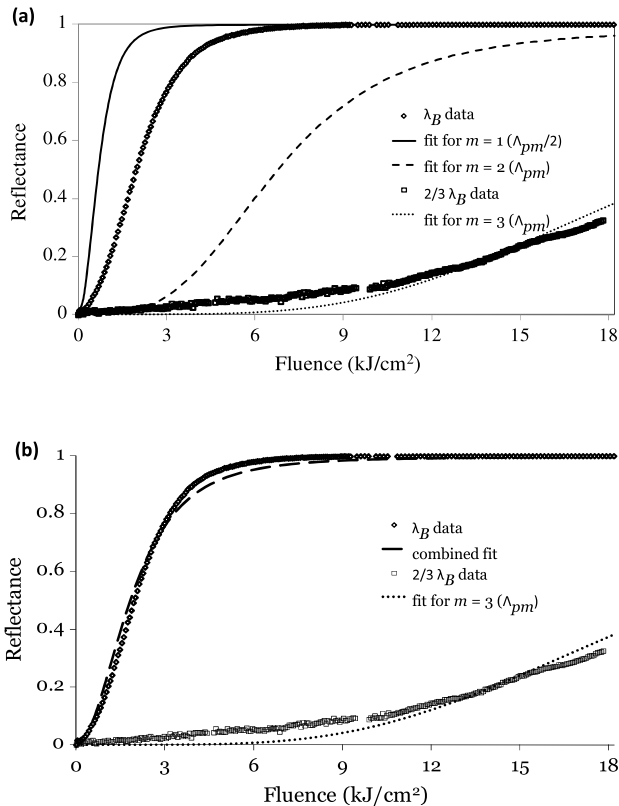 (a)
1
0.8
0.6
0.4
0.2
0
Reflectance
λB data
fit for m = 1 (Λpm/2)
fit for m = 2 (Λpm)
2/3 λB data
fit for m = 3 (Λpm)
0 3 6 9 12 15 18
Fluence (kJ/cm²)
(b)
1
0.8
0.6
0.4
0.2
0
Reflectance
λB data
combined fit
2/3 λB data
fit for m = 3 (Λpm)
0 3 6 9 12 15 18
Fluence (kJ/cm²)